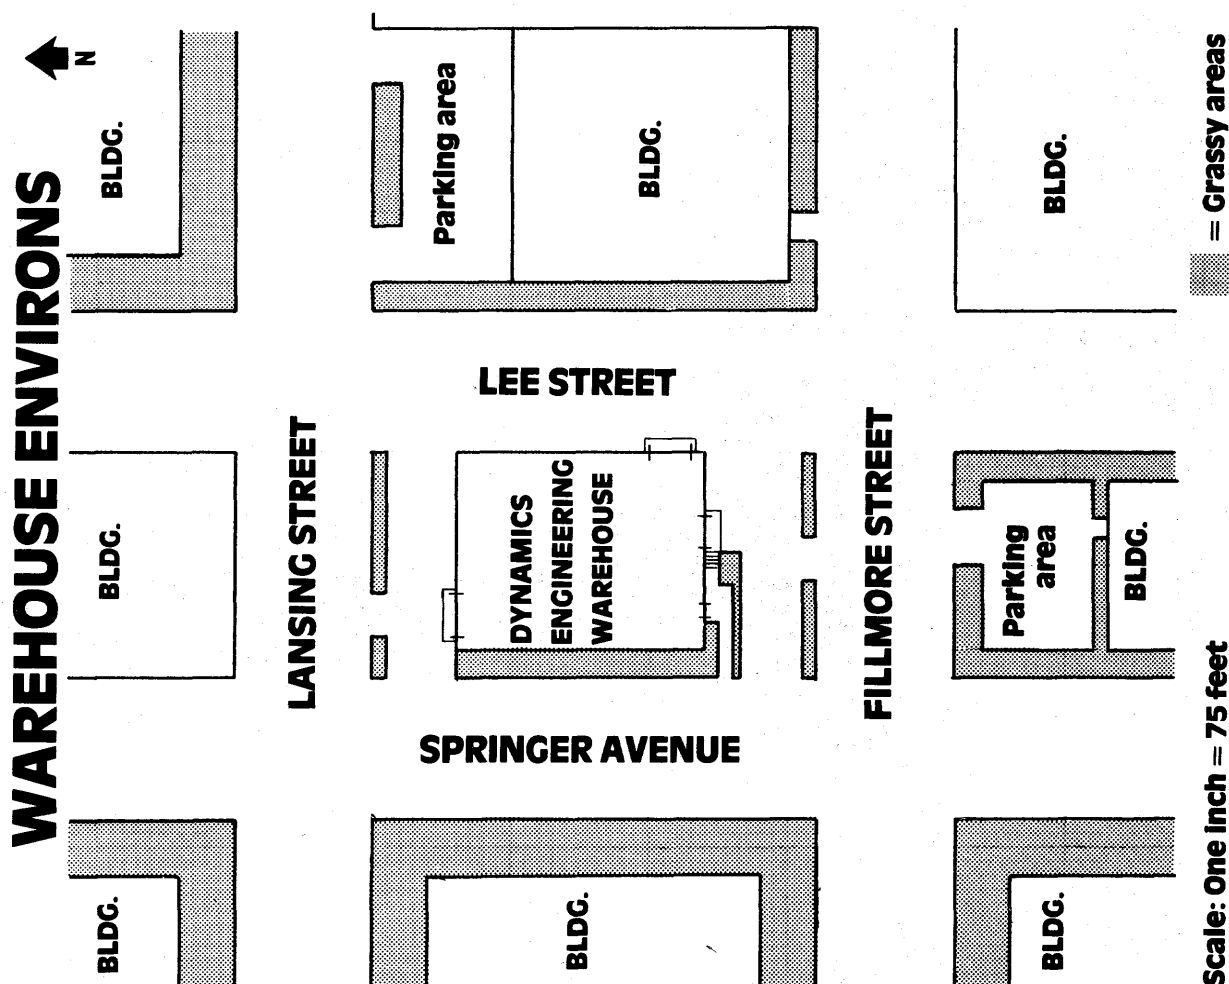 WAREHOUSE ENVIRONS
N
BLDG.
BLDG.
BLDG.
LANSING STREET
Parking area
BLDG.
LEE STREET
DYNAMICS
ENGINEERING
WAREHOUSE
SPRINGER AVENUE
BLDG.
FILLMORE STREET
BLDG.
Parking
area
BLDG.
BLDG.
Scale: One inch = 75 feet
= Grassy areas